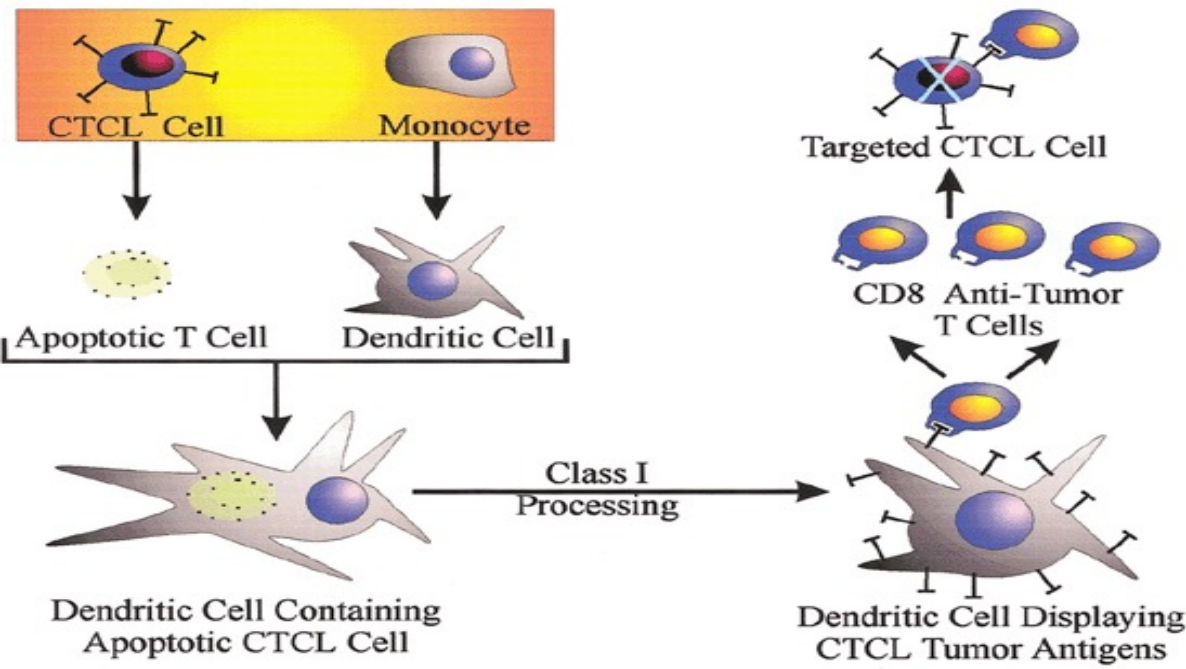 CTCL Cell
Monocyte
Apoptotic T Cell
Dendritic Cell
Dendritic Cell Containing
Apoptotic CTCL Cell
Class I
Processing
Dendritic Cell Displaying
CTCL Tumor Antigens
CD8 Anti-Tumor
T Cells
Targeted CTCL Cell